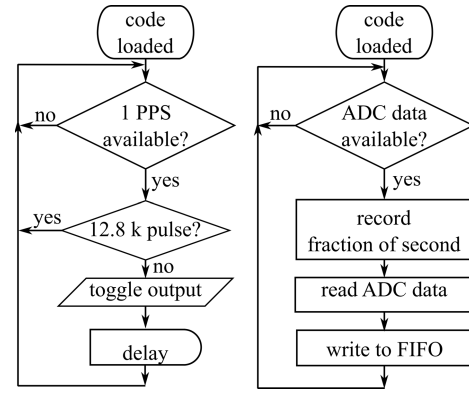 code
loaded
no
1 PPS
available?
yes
yes
12.8 k pulse?
no
toggle output
delay
code
loaded
no
ADC data
available?
yes
record
fraction of second
read ADC data
write to FIFO